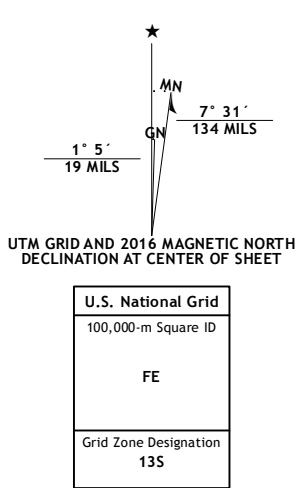 ★
MN
7° 31´
134 MILS
GN
1° 5´
19 MILS
UTM GRID AND 2016 MAGNETIC NORTH
DECLINATION AT CENTER OF SHEET
U.S. National Grid
100,000-m Square ID
FE
Grid Zone Designation
13S